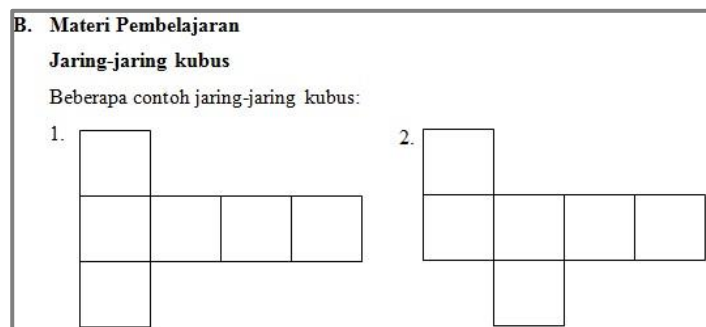 B. Materi Pembelajaran
Jaring-jaring kubus
Beberapa contoh jaring-jaring kubus:
1. 2.